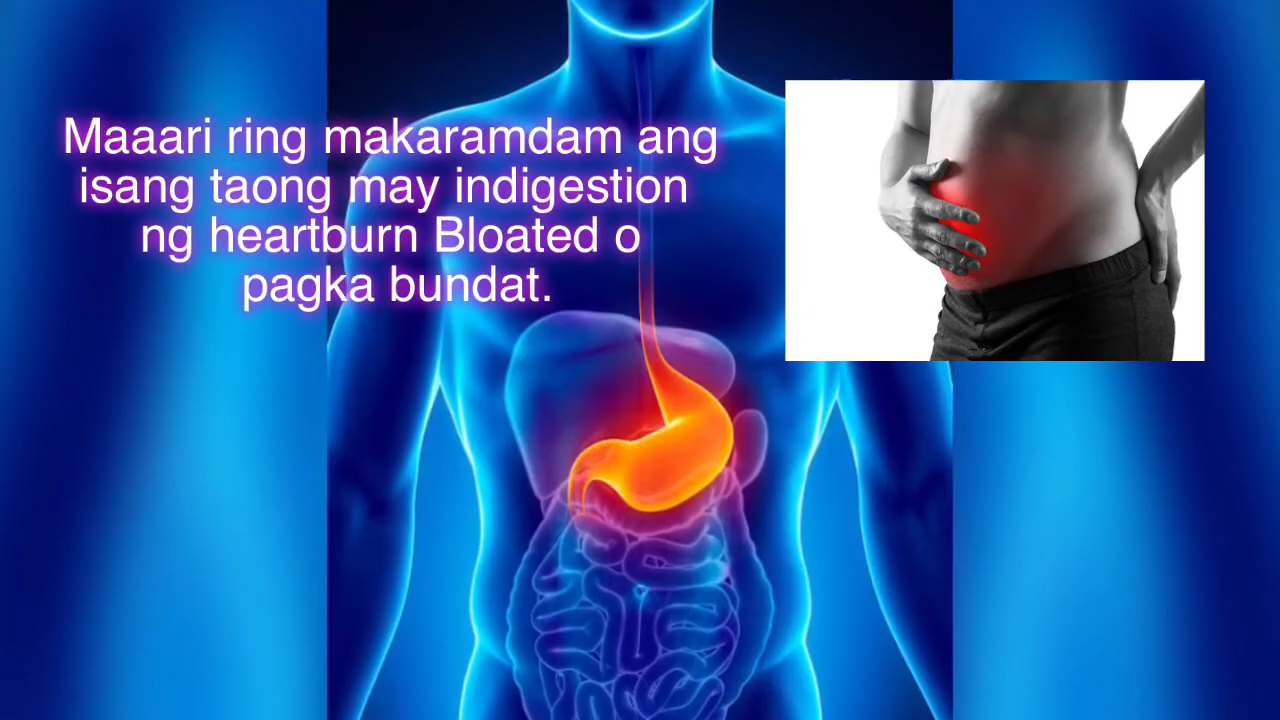 Maaari ring makaramdam ang
isang taong may indigestion
ng heartburn Bloated o
pagka bundat.